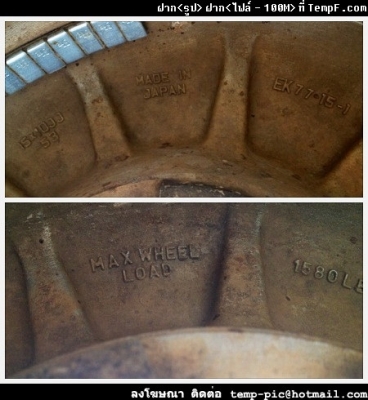 ฝาก<รูป> ฝาก<ไฟล์ - 100M> ที่ TempF.com
15X10JJ
53
MADE IN
JAPAN
EK77-15-1
MAX WHEEL
LOAD
1580LB
ลงโฆษณา ติดต่อ temp-pic@hotmail.com